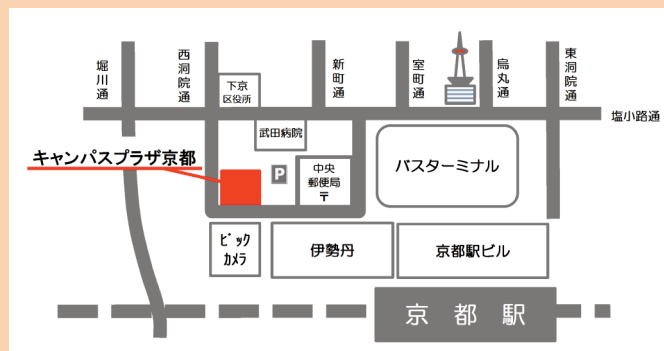 堀川通
西洞院通
新町通
室町通
烏丸通
東洞院通
下京
区役所
塩小路通
武田病院
キャンパスプラザ京都
P
中央
郵便局
〒
バスターミナル
ビック
カメラ
伊勢丹
京都駅ビル
京都駅